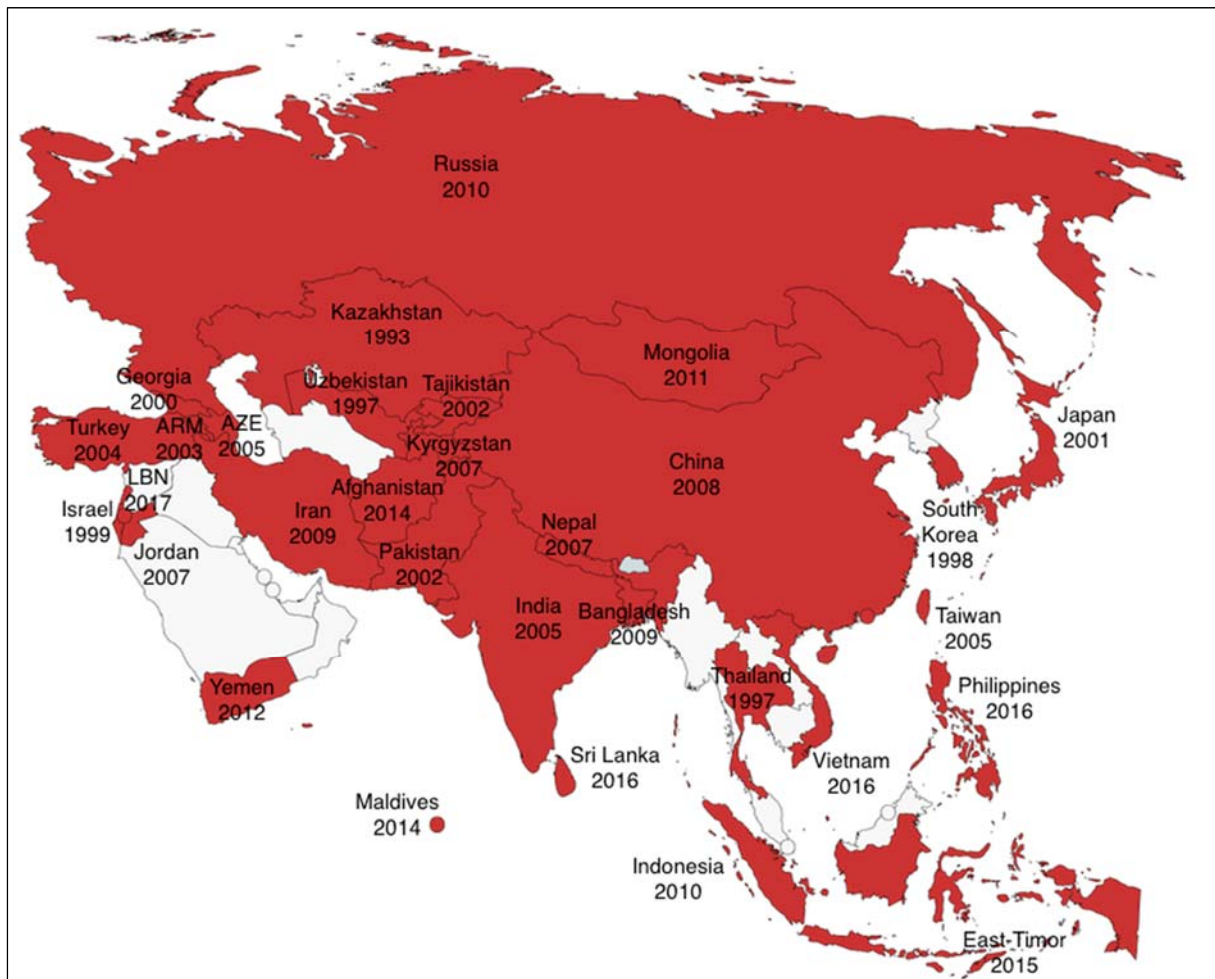 Russia
2010
Kazakhstan
1993
Mongolia
2011
Georgia
2000
Uzbekistan
1997
Tajikistan
2002
Japan
2001
Turkey
2004
ARM
2003
AZE
2005
Kyrgyzstan
2007
China
2008
LBN
2017
Afghanistan
2014
Israel
1999
Iran
2009
South
Korea
1998
Nepal
2007
Jordan
2007
Pakistan
2002
India
2005
Bangladesh
2009
Taiwan
2005
Yemen
2012
Thailand
1997
Philippines
2016
Sri Lanka
2016
Vietnam
2016
Maldives
2014
Indonesia
2010
East-Timor
2015